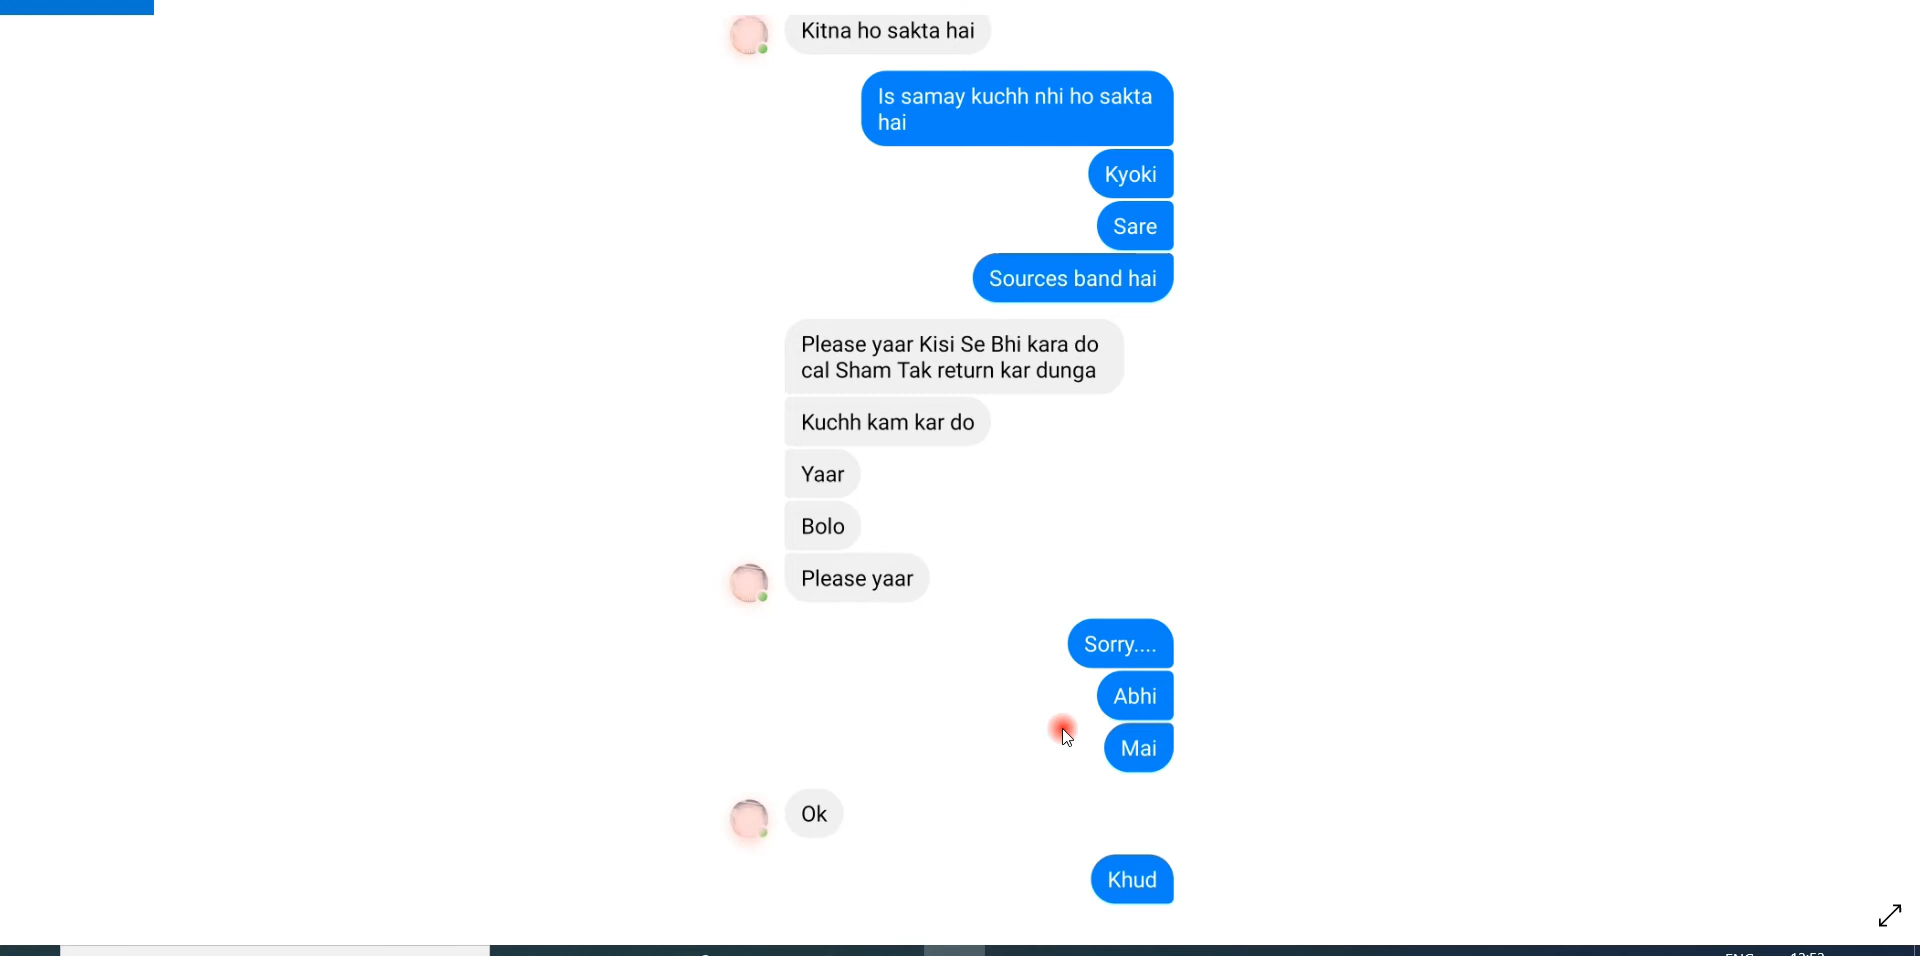 Kitna ho sakta hai
Is samay kuchh nhi ho sakta
hai
Kyoki
Sare
Sources band hai
Please yaar Kisi Se Bhi kara do
cal Sham Tak return kar dunga
Kuchh kam kar do
Yaar
Bolo
Please yaar
Sorry....
Abhi
Mai
Ok
Khud